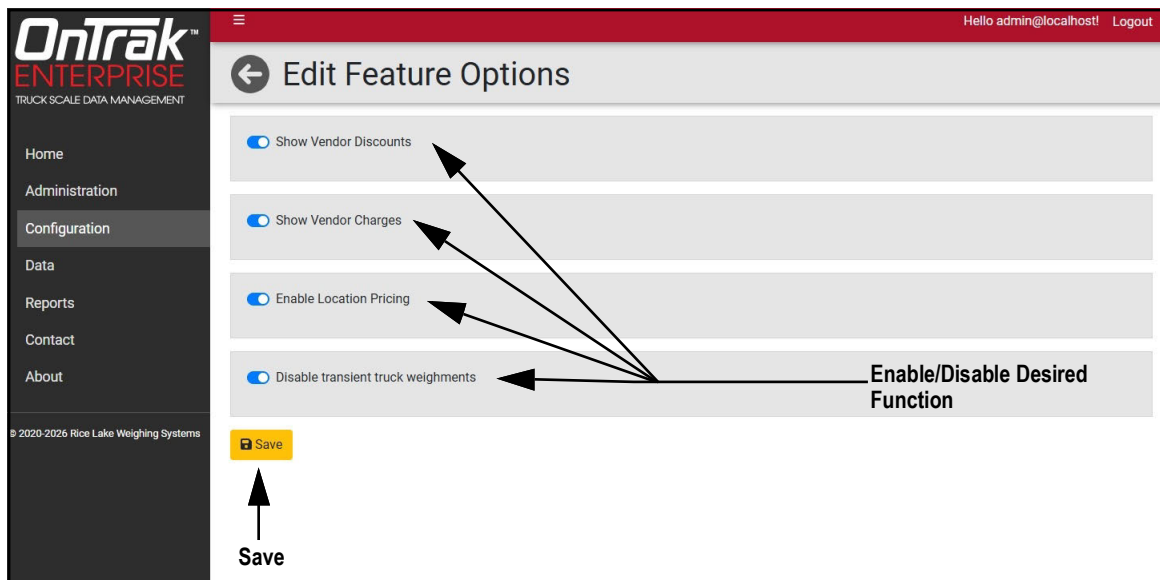 OnTrak™
ENTERPRISE
TRUCK SCALE DATA MANAGEMENT
Home
Administration
Configuration
Data
Reports
Contact
About
© 2020-2026 Rice Lake Weighing Systems
Hello admin@localhost! Logout
Edit Feature Options
Show Vendor Discounts
Show Vendor Charges
Enable Location Pricing
Disable transient truck weighments
Enable/Disable Desired
Function
Save
Save